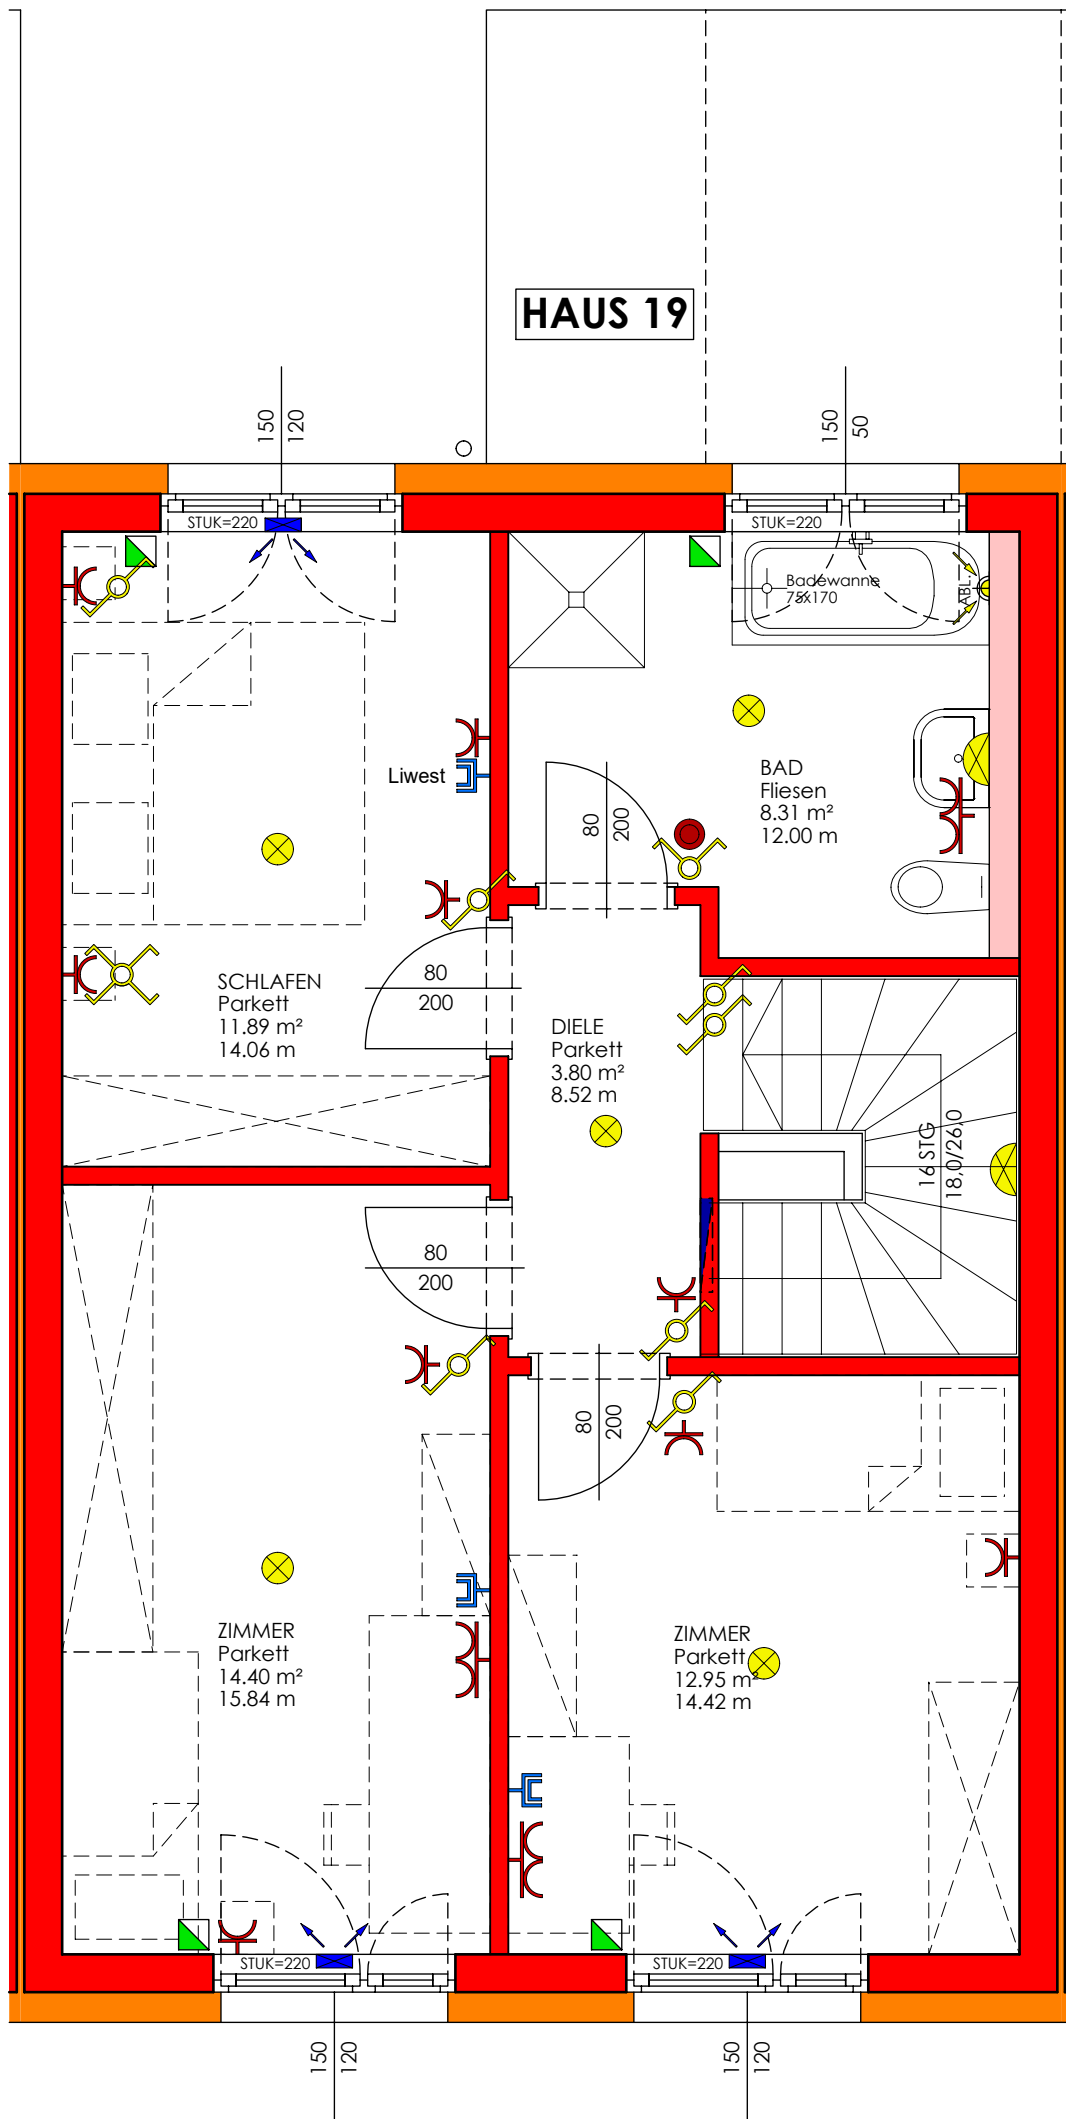 HAUS 19
150
120
150
50
STUK=220
STUK=220
Badewanne
75x170
ABL.
Liwest
BAD
Fliesen
8.31 m²
12.00 m
80
200
SCHLAFEN
Parkett
11.89 m²
14.06 m
80
200
DIELE
Parkett
3.80 m²
8.52 m
16 STG
18,0/26,0
80
200
80
200
ZIMMER
Parkett
14.40 m²
15.84 m
ZIMMER
Parkett
12.95 m²
14.42 m
STUK=220
STUK=220
150
120
150
120